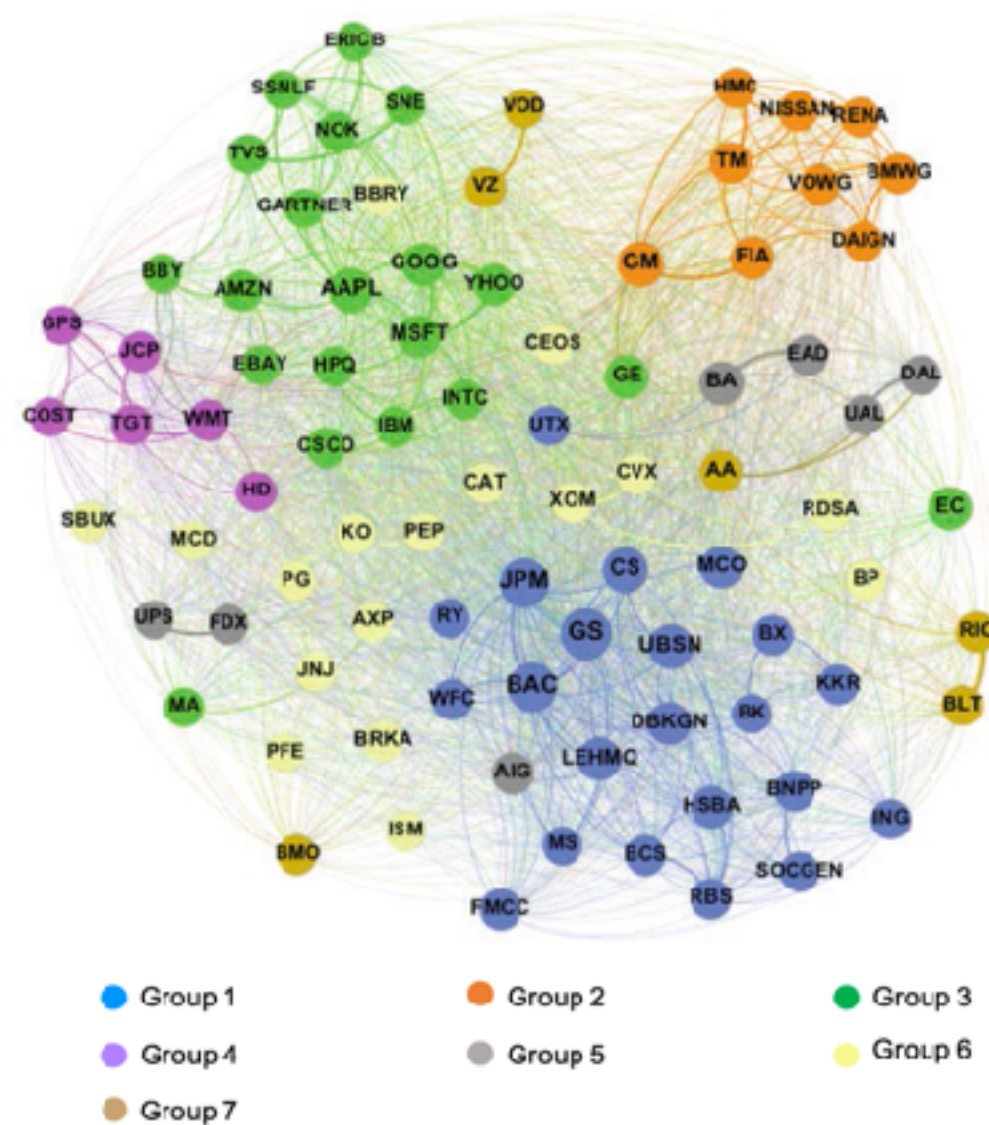 ERICB
SSNLF
SNE
NOK
TVS
GARTNER
BBRY
VOD
VZ
HMC
NISSAN
RENA
TM
VOWG
BMWG
DAIGN
GM
FIA
BBY
AMZN
AAPL
GOOG
YHOO
MSFT
GPS
JCP
EBAY
HPQ
CEOS
GE
BA
EAD
DAL
COST
TGT
WMT
INTC
IBM
CSCO
UTX
UAL
HD
CAT
XOM
CVX
AA
RDSA
EC
SBUX
MCD
KO
PEP
PG
JPM
CS
MCO
BP
UPS
FDX
AXP
RY
GS
UBSN
BX
RIO
JNJ
MA
WFC
BAC
DBKGN
BK
KKR
BLT
PFE
BRKA
AIG
LEHMQ
HSBA
BNPP
ING
BMO
ISM
MS
BCS
SOCGEN
FMCC
RBS
Group 1 Group 2 Group 3
Group 4 Group 5 Group 6
Group 7